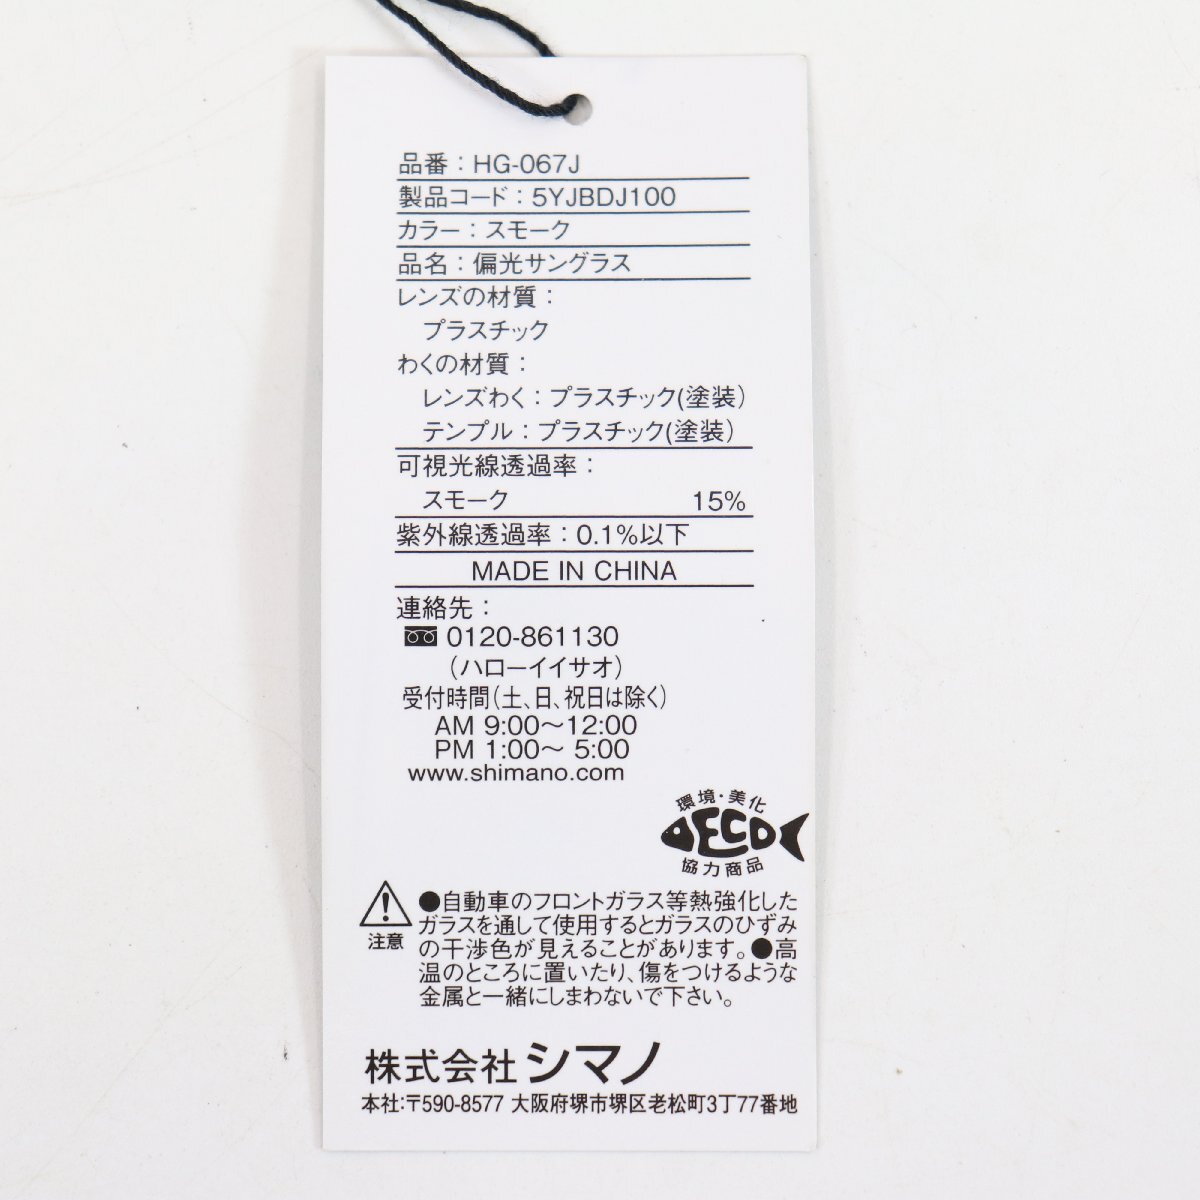 品番：HG-067J
製品コード：5YJBDJ100
カラー：スモーク
品名：偏光サングラス
レンズの材質：
プラスチック
わくの材質：
レンズわく：プラスチック(塗装)
テンプル：プラスチック(塗装)
可視光線透過率：
スモーク 15%
紫外線透過率：0.1%以下
MADE IN CHINA
連絡先：
0120-861130
(ハローイイサオ)
受付時間(土、日、祝日は除く)
AM 9:00〜12:00
PM 1:00〜 5:00
www.shimano.com
環境・美化
ECO
協力商品
●自動車のフロントガラス等熱強化した
ガラスを通して使用するとガラスのひずみ
の干渉色が見えることがあります。●高
温のところに置いたり、傷をつけるような
金属と一緒にしまわないで下さい。
注意
株式会社シマノ
本社:〒590-8577 大阪府堺市堺区老松町3丁77番地